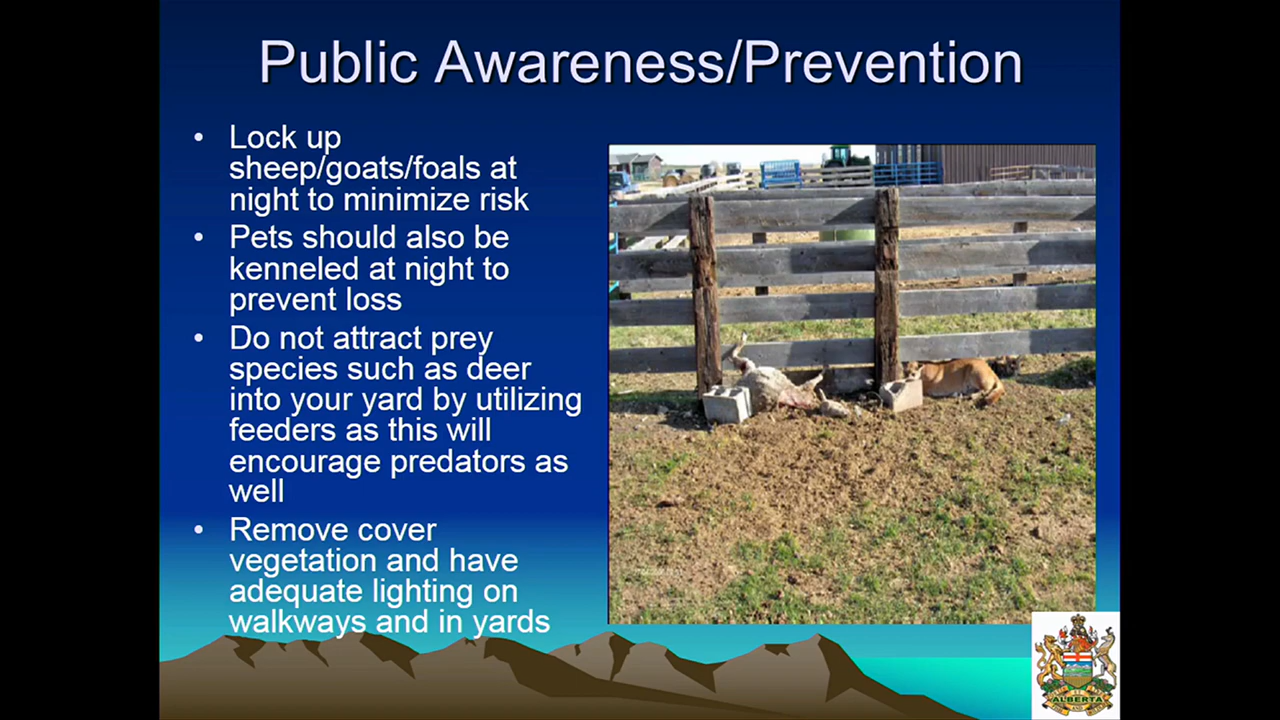 Public Awareness/Prevention
• Lock up
sheep/goats/foals at
night to minimize risk
• Pets should also be
kenneled at night to
prevent loss
• Do not attract prey
species such as deer
into your yard by utilizing
feeders as this will
encourage predators as
well
• Remove cover
vegetation and have
adequate lighting on
walkways and in yards
ALBERTA